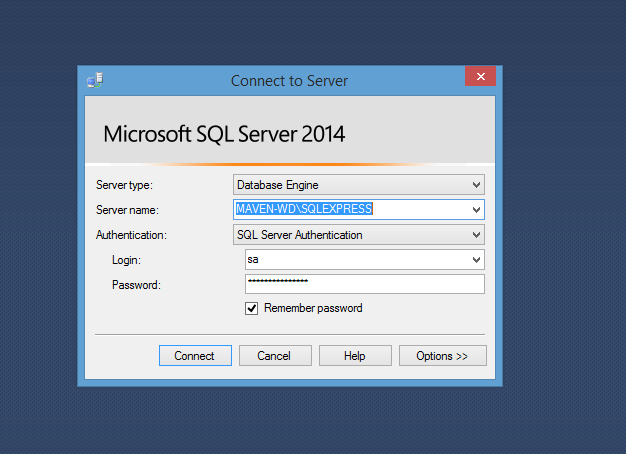 Connect to Server
Microsoft SQL Server 2014
Server type: Database Engine
Server name: MAVEN-WD\SQLEXPRESS
Authentication: SQL Server Authentication
Login: sa
Password: ***************
Remember password
Connect Cancel Help Options >>